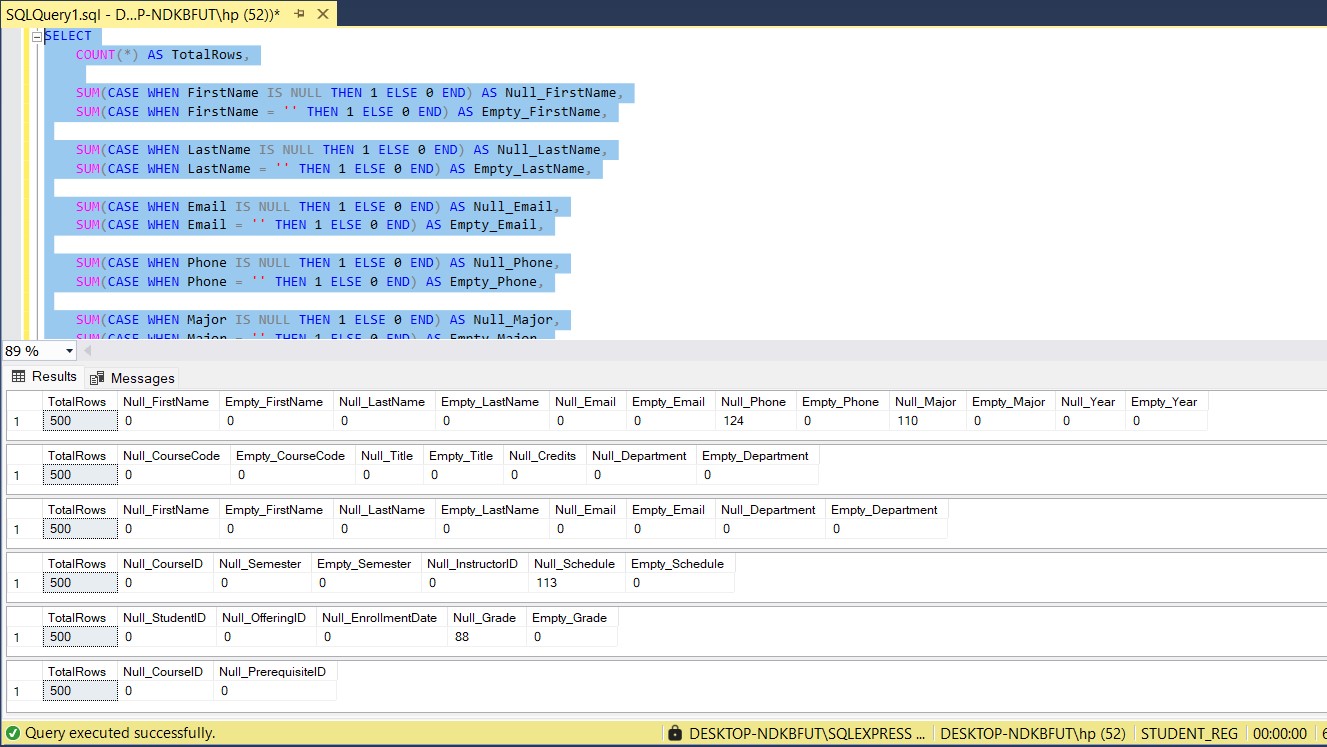 SQLQuery1.sql - D...P-NDKBFUT\hp (52))*
SELECT
COUNT(*) AS TotalRows,
SUM(CASE WHEN FirstName IS NULL THEN 1 ELSE 0 END) AS Null_FirstName,
SUM(CASE WHEN FirstName = '' THEN 1 ELSE 0 END) AS Empty_FirstName,
SUM(CASE WHEN LastName IS NULL THEN 1 ELSE 0 END) AS Null_LastName,
SUM(CASE WHEN LastName = '' THEN 1 ELSE 0 END) AS Empty_LastName,
SUM(CASE WHEN Email IS NULL THEN 1 ELSE 0 END) AS Null_Email,
SUM(CASE WHEN Email = '' THEN 1 ELSE 0 END) AS Empty_Email,
SUM(CASE WHEN Phone IS NULL THEN 1 ELSE 0 END) AS Null_Phone,
SUM(CASE WHEN Phone = '' THEN 1 ELSE 0 END) AS Empty_Phone,
SUM(CASE WHEN Major IS NULL THEN 1 ELSE 0 END) AS Null_Major,
SUM(CASE WHEN Major = '' THEN 1 ELSE 0 END) AS Empty_Major
89 %
Results Messages
TotalRows Null_FirstName Empty_FirstName Null_LastName Empty_LastName Null_Email Empty_Email Null_Phone Empty_Phone Null_Major Empty_Major Null_Year Empty_Year
1 500 0 0 0 0 0 0 124 0 110 0 0 0
TotalRows Null_CourseCode Empty_CourseCode Null_Title Empty_Title Null_Credits Null_Department Empty_Department
1 500 0 0 0 0 0 0 0
TotalRows Null_FirstName Empty_FirstName Null_LastName Empty_LastName Null_Email Empty_Email Null_Department Empty_Department
1 500 0 0 0 0 0 0 0 0
TotalRows Null_CourseID Null_Semester Empty_Semester Null_InstructorID Null_Schedule Empty_Schedule
1 500 0 0 0 0 113 0
TotalRows Null_StudentID Null_OfferingID Null_EnrollmentDate Null_Grade Empty_Grade
1 500 0 0 0 88 0
TotalRows Null_CourseID Null_PrerequisiteID
1 500 0 0
Query executed successfully. DESKTOP-NDKBFUT\SQLEXPRESS ... DESKTOP-NDKBFUT\hp (52) STUDENT_REG 00:00:00